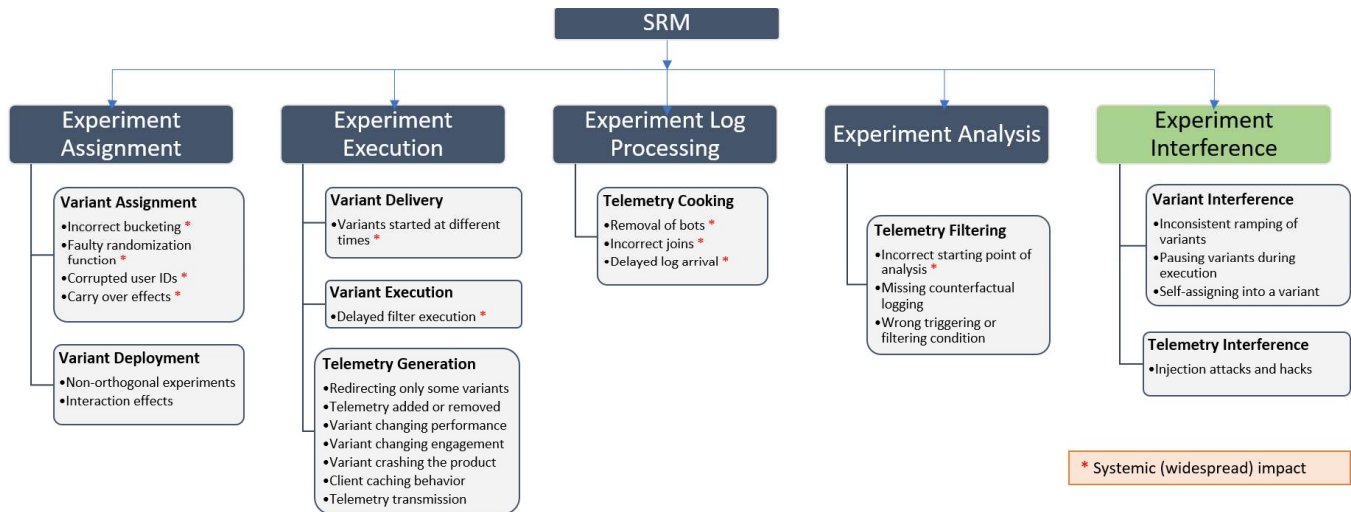 SRM
Experiment
Assignment
Variant Assignment
•Incorrect bucketing *
•Faulty randomization
function *
•Corrupted user IDs *
•Carry over effects *
Variant Deployment
•Non-orthogonal experiments
•Interaction effects
Experiment
Execution
Variant Delivery
•Variants started at different
times *
Variant Execution
•Delayed filter execution *
Telemetry Generation
•Redirecting only some variants
•Telemetry added or removed
•Variant changing performance
•Variant changing engagement
•Variant crashing the product
•Client caching behavior
•Telemetry transmission
Experiment Log
Processing
Telemetry Cooking
•Removal of bots *
•Incorrect joins *
•Delayed log arrival *
Experiment Analysis
Telemetry Filtering
•Incorrect starting point of
analysis *
•Missing counterfactual
logging
•Wrong triggering or
filtering condition
Experiment
Interference
Variant Interference
•Inconsistent ramping of
variants
•Pausing variants during
execution
•Self-assigning into a variant
Telemetry Interference
•Injection attacks and hacks
* Systemic (widespread) impact